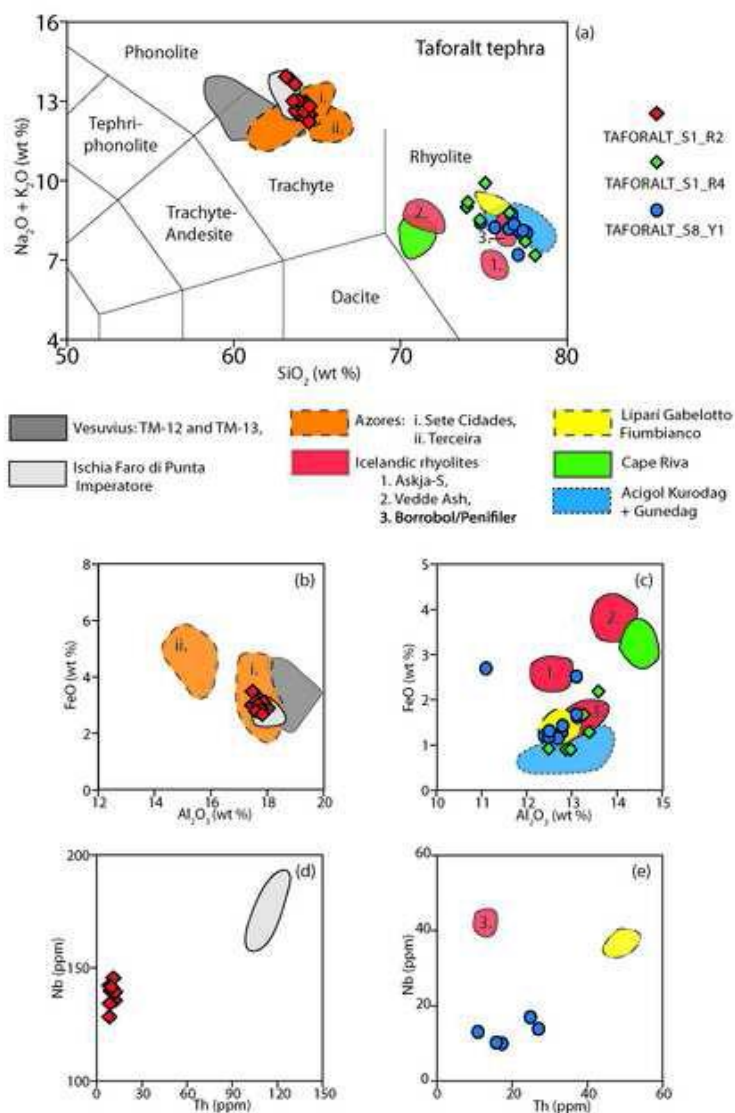 Taforalt tephra
(a)
16
13
10
7
4
Na₂O + K₂O (wt %)
50
60
70
80
SiO₂ (wt %)
Phonolite
Tephri-
phonolite
Trachyte-
Andesite
Trachyte
Rhyolite
Dacite
i.
ii.
2.
3.
1.
TAFORALT_S1_R2
TAFORALT_S1_R4
TAFORALT_S8_Y1
Vesuvius: TM-12 and TM-13,
Ischia Faro di Punta
Imperatore
Azores: i. Sete Cidades,
ii. Terceira
Icelandic rhyolites
1. Askja-S,
2. Vedde Ash,
3. Borrobol/Penifiler
Lipari Gabelotto
Fiumbianco
Cape Riva
Acigol Kurodag
+ Gunedag
(b)
8
6
4
2
0
FeO (wt %)
ii.
i.
12
14
16
18
20
Al₂O₃ (wt %)
(c)
5
4
3
2
1
0
FeO (wt %)
2.
1.
10
11
12
13
14
15
Al₂O₃ (wt %)
(d)
200
150
100
Nb (ppm)
0
30
60
90
120
150
Th (ppm)
(e)
60
40
20
0
Nb (ppm)
3.
0
20
40
60
Th (ppm)